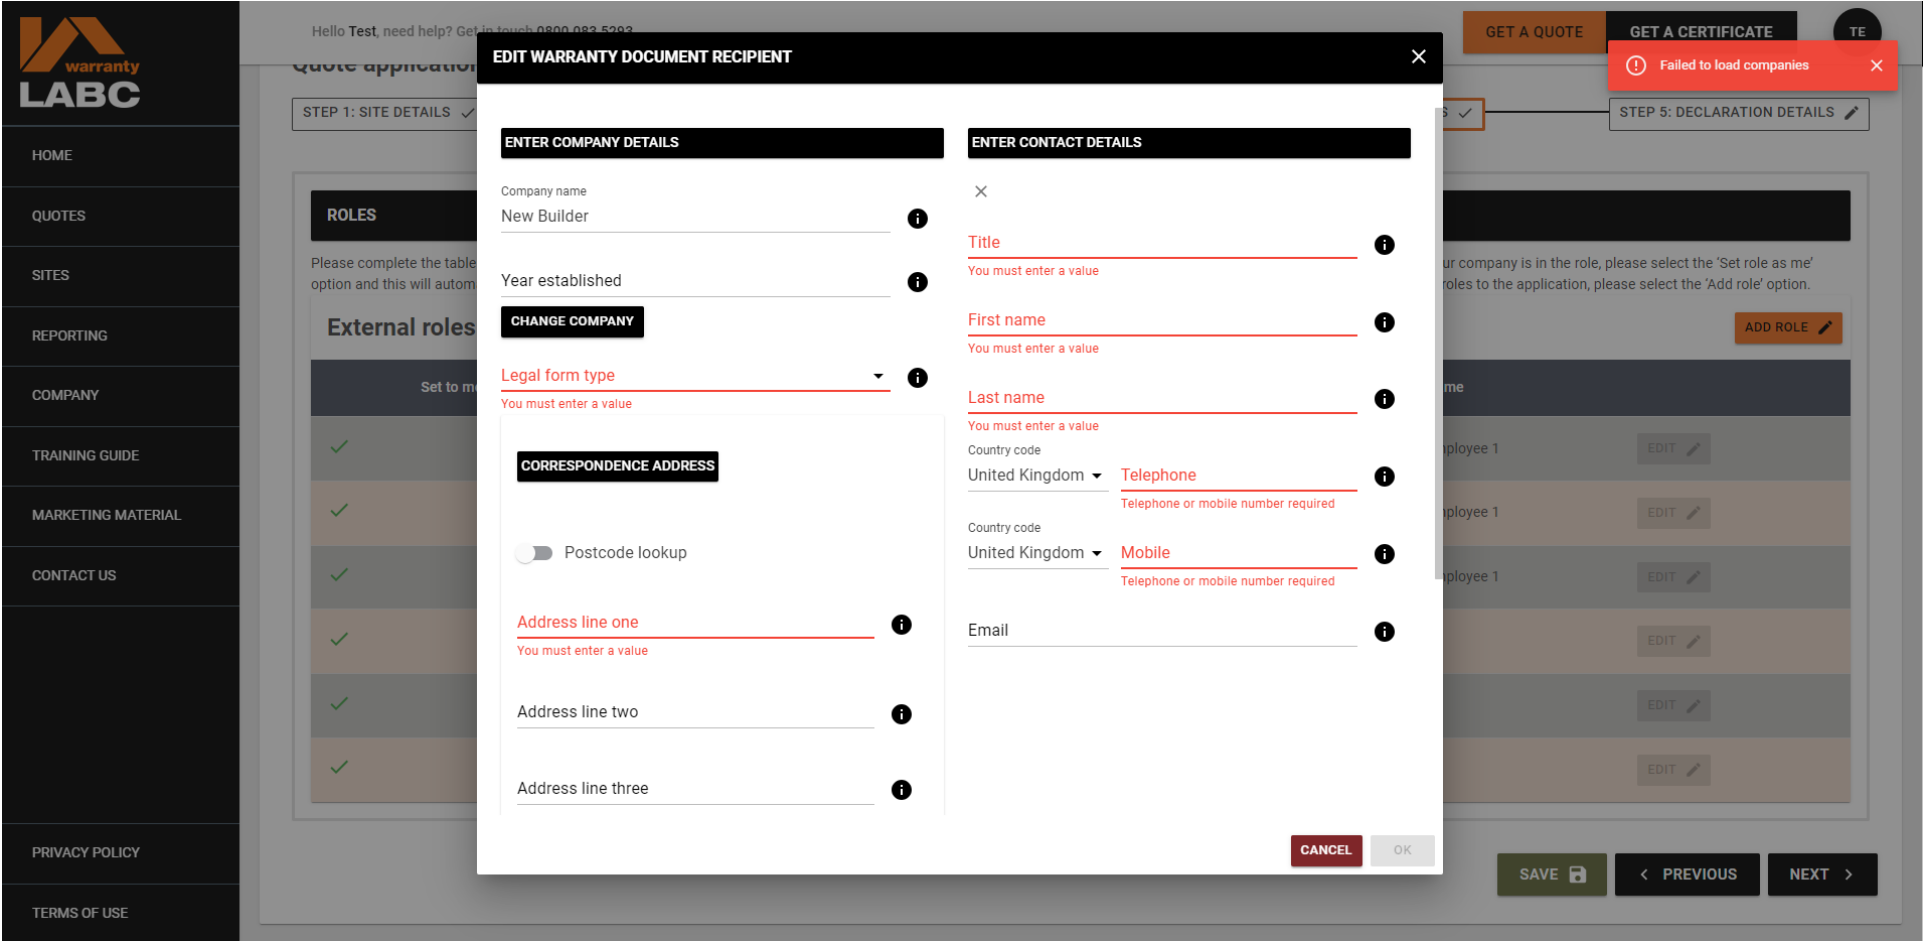 warranty
LABC
HOME
QUOTES
SITES
REPORTING
COMPANY
TRAINING GUIDE
MARKETING MATERIAL
CONTACT US
PRIVACY POLICY
TERMS OF USE
Hello Test, need help? Get in touch 0800 083 5293
GET A QUOTE
GET A CERTIFICATE
TE
Failed to load companies
Quote application
STEP 1: SITE DETAILS
STEP 5: DECLARATION DETAILS
ROLES
Please complete the table
option and this will autom
ur company is in the role, please select the ‘Set role as me’
roles to the application, please select the ‘Add role’ option.
External roles
ADD ROLE
Set to me
me
mployee 1
EDIT
mployee 1
EDIT
mployee 1
EDIT
EDIT
EDIT
EDIT
EDIT WARRANTY DOCUMENT RECIPIENT
ENTER COMPANY DETAILS
Company name
New Builder
Year established
CHANGE COMPANY
Legal form type
You must enter a value
CORRESPONDENCE ADDRESS
Postcode lookup
Address line one
You must enter a value
Address line two
Address line three
ENTER CONTACT DETAILS
Title
You must enter a value
First name
You must enter a value
Last name
You must enter a value
Country code
United Kingdom
Telephone
Telephone or mobile number required
Country code
United Kingdom
Mobile
Telephone or mobile number required
Email
CANCEL
OK
SAVE
PREVIOUS
NEXT